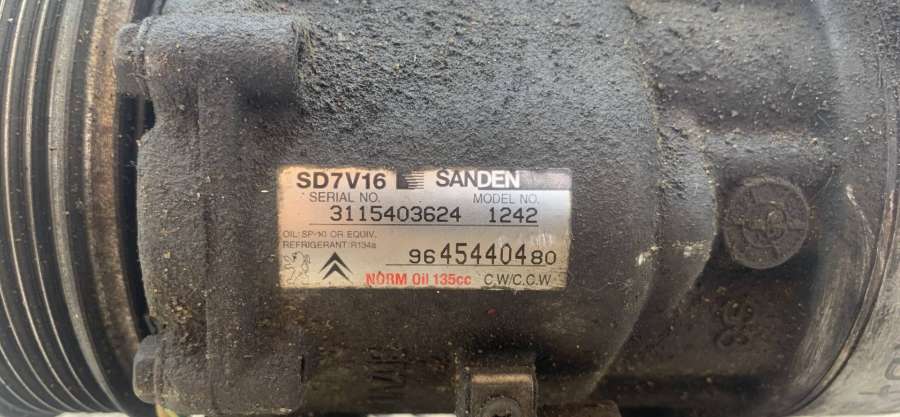 SD7V16 SANDEN
SERIAL NO. MODEL NO.
3115403624 1242
OIL: SP-10 OR EQUIV.
REFRIGERANT: R134a
9645440480
NORM Oil 135cc C.W/C.C.W